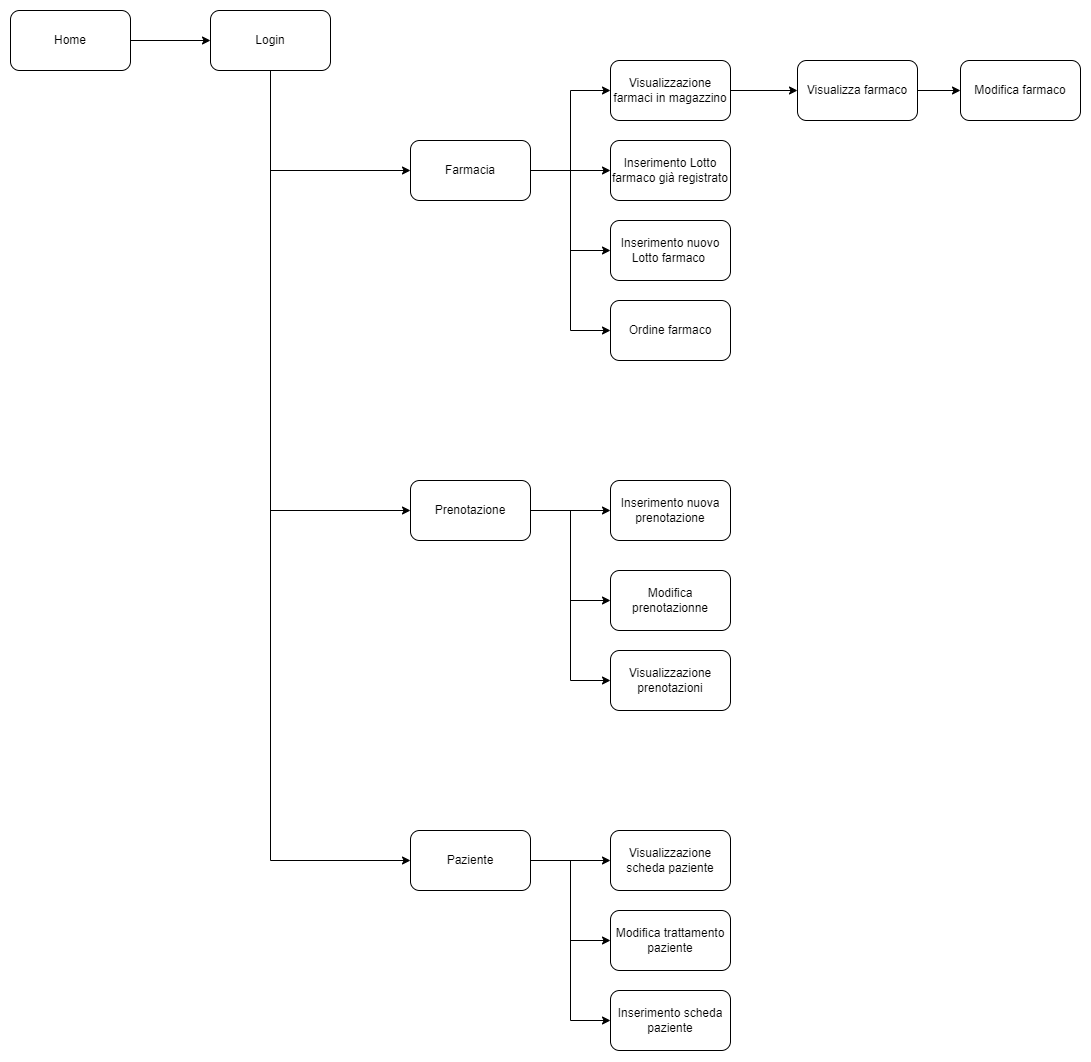 Home
Login
Visualizzazione
farmaci in magazzino
Visualizza farmaco
Modifica farmaco
Farmacia
Inserimento Lotto
farmaco già registrato
Inserimento nuovo
Lotto farmaco
Ordine farmaco
Prenotazione
Inserimento nuova
prenotazione
Modifica
prenotazionne
Visualizzazione
prenotazioni
Paziente
Visualizzazione
scheda paziente
Modifica trattamento
paziente
Inserimento scheda
paziente